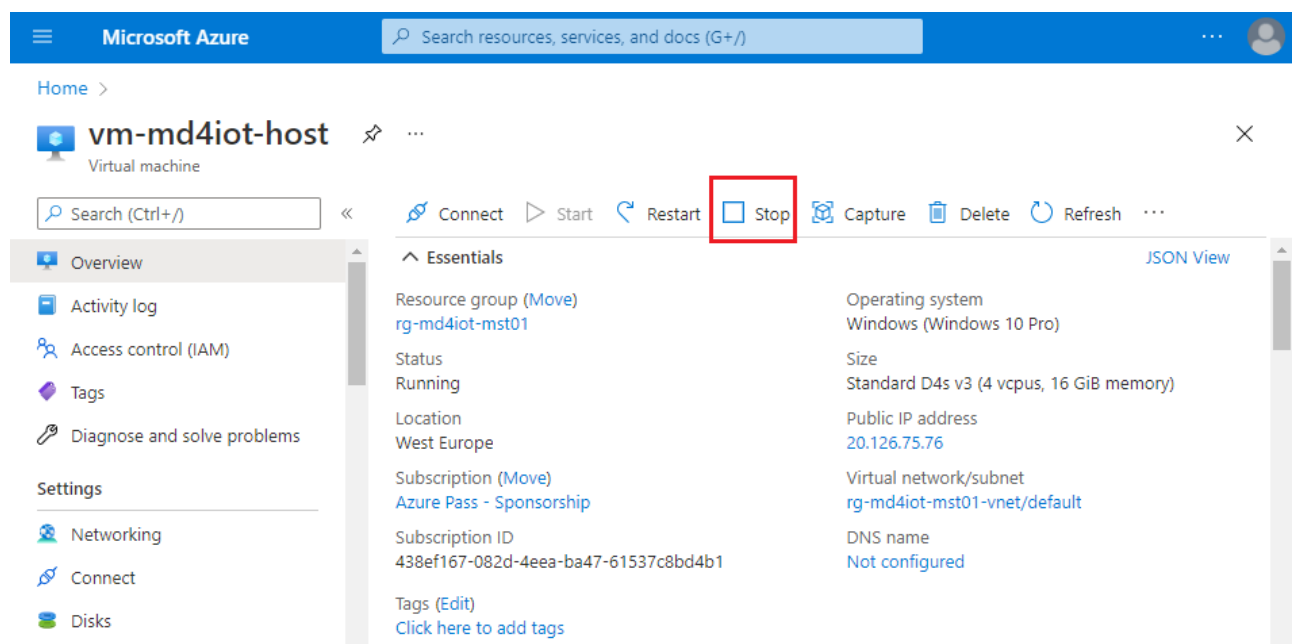 Microsoft Azure
Search resources, services, and docs (G+/)
Home >
vm-md4iot-host
Virtual machine
Search (Ctrl+/)
Overview
Activity log
Access control (IAM)
Tags
Diagnose and solve problems
Settings
Networking
Connect
Disks
Connect Start Restart Stop Capture Delete Refresh
Essentials
JSON View
Resource group (Move)
rg-md4iot-mst01
Status
Running
Location
West Europe
Subscription (Move)
Azure Pass - Sponsorship
Subscription ID
438ef167-082d-4eea-ba47-61537c8bd4b1
Tags (Edit)
Click here to add tags
Operating system
Windows (Windows 10 Pro)
Size
Standard D4s v3 (4 vcpus, 16 GiB memory)
Public IP address
20.126.75.76
Virtual network/subnet
rg-md4iot-mst01-vnet/default
DNS name
Not configured